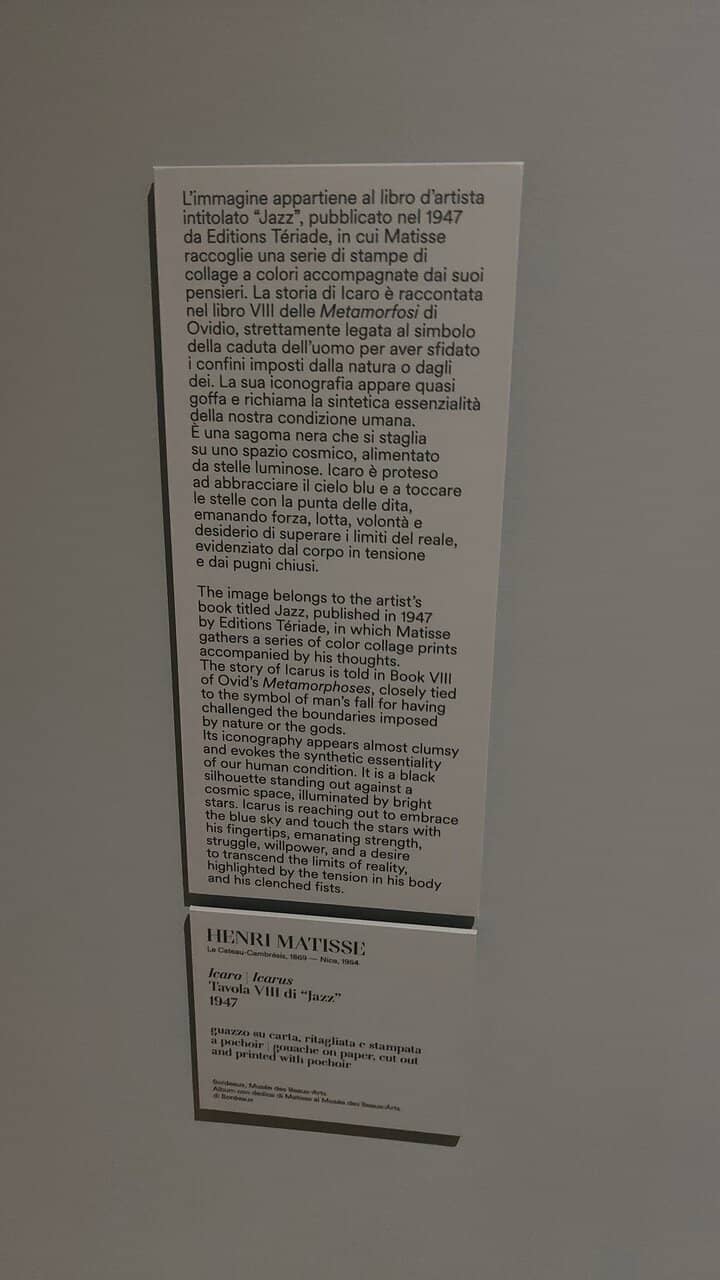 L'immagine appartiene al libro d'artista
intitolato “Jazz”, pubblicato nel 1947
da Editions Tériade, in cui Matisse
raccoglie una serie di stampe di
collage a colori accompagnate dai suoi
pensieri. La storia di Icaro è raccontata
nel libro VIII delle Metamorfosi di
Ovidio, strettamente legata al simbolo
della caduta dell'uomo per aver sfidato
i confini imposti dalla natura o dagli
dei. La sua iconografia appare quasi
goffa e richiama la sintetica essenzialità
della nostra condizione umana.
È una sagoma nera che si staglia
su uno spazio cosmico, alimentato
da stelle luminose. Icaro è proteso
ad abbracciare il cielo blu e a toccare
le stelle con la punta delle dita,
emanando forza, lotta, volontà e
desiderio di superare i limiti del reale,
evidenziato dal corpo in tensione
e dai pugni chiusi.
The image belongs to the artist's
book titled Jazz, published in 1947
by Editions Tériade, in which Matisse
gathers a series of color collage prints
accompanied by his thoughts.
The story of Icarus is told in Book VIII
of Ovid's Metamorphoses, closely tied
to the symbol of man's fall for having
challenged the boundaries imposed
by nature or the gods.
Its iconography appears almost clumsy
and evokes the synthetic essentiality
of our human condition. It is a black
silhouette standing out against a
cosmic space, illuminated by bright
stars. Icarus is reaching out to embrace
the blue sky and touch the stars with
his fingertips, emanating strength,
struggle, willpower, and a desire
to transcend the limits of reality,
highlighted by the tension in his body
and his clenched fists.
HENRI MATISSE
Le Cateau-Cambrésis, 1869 — Nice, 1954
Icaro | Icarus
Tavola VIII di “Jazz”
1947
guazzo su carta, ritagliata e stampata
a pochoir | gouache on paper, cut out
and printed with pochoir
Bordeaux, Musée des Beaux-Arts
Album con dedica di Matisse al Musée des Beaux-Arts
di Bordeaux